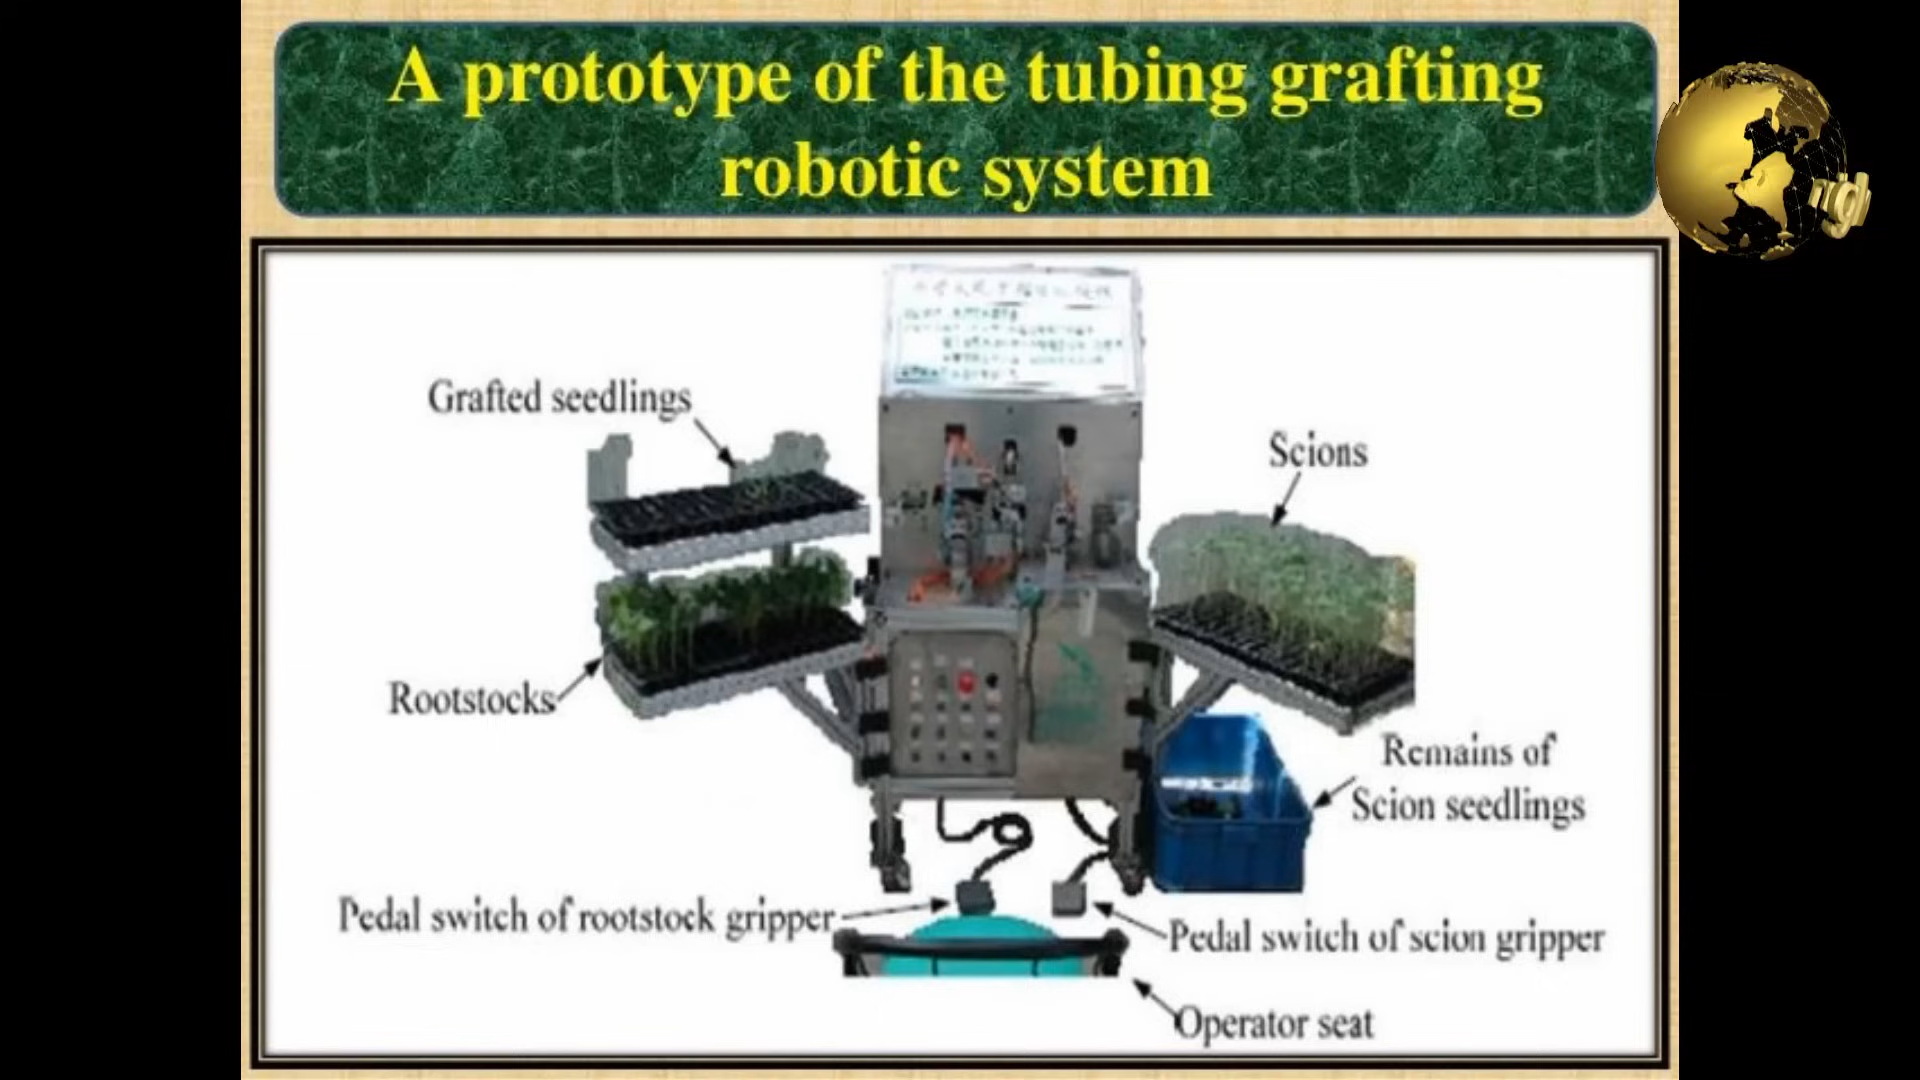 A prototype of the tubing grafting
robotic system
Grafted seedlings
Scions
Rootstocks
Remains of
Scion seedlings
Pedal switch of rootstock gripper
Pedal switch of scion gripper
Operator seat